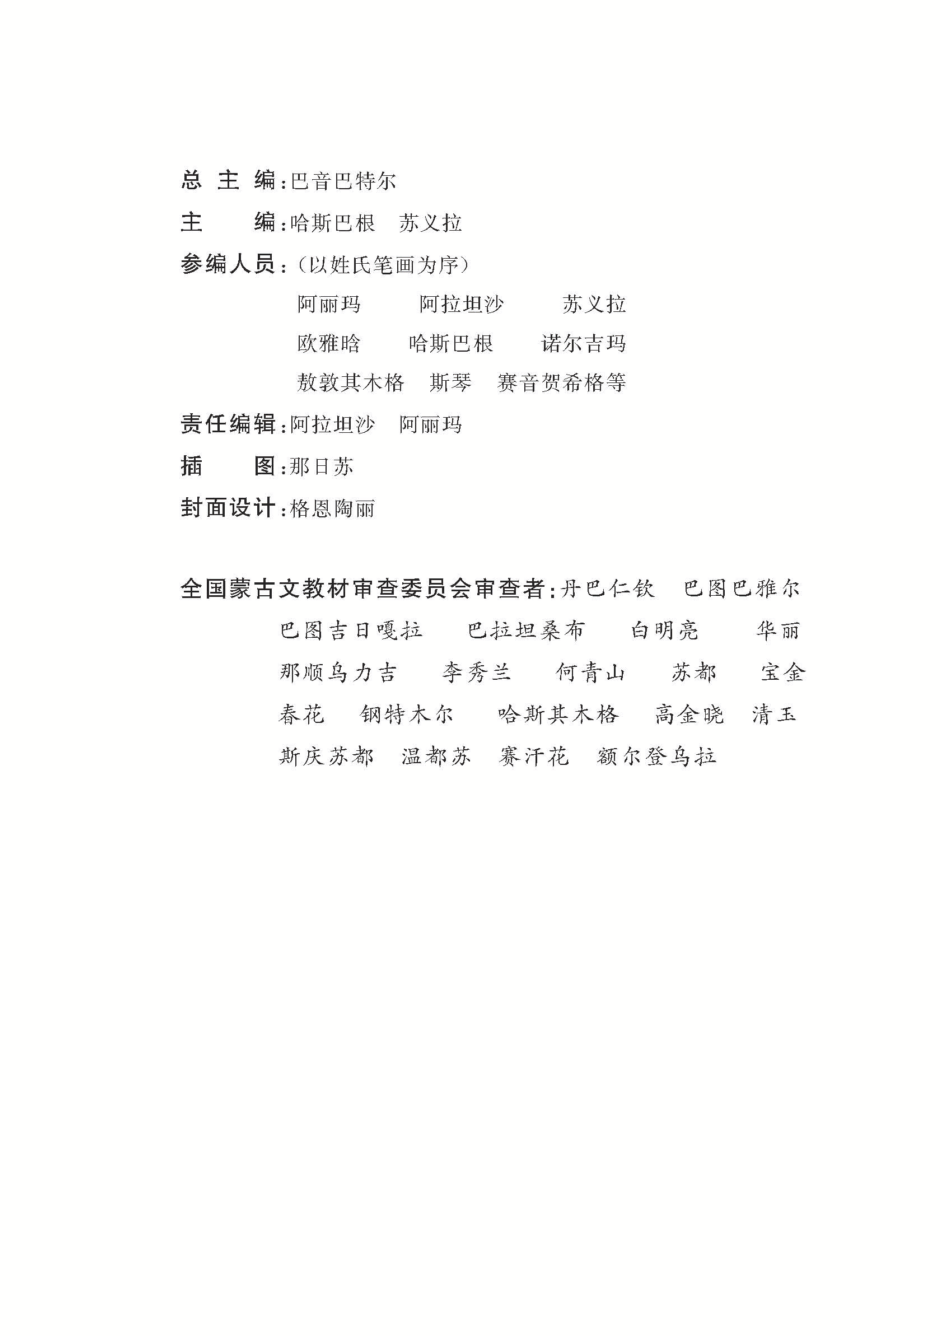 总 主 编:巴音巴特尔
主 编:哈斯巴根 苏义拉
参编人员:(以姓氏笔画为序)
阿丽玛 阿拉坦沙 苏义拉
欧雅晗 哈斯巴根 诺尔吉玛
敖敦其木格 斯琴 赛音贺希格等
责任编辑:阿拉坦沙 阿丽玛
插 图:那日苏
封面设计:格恩陶丽
全国蒙古文教材审查委员会审查者:丹巴仁钦 巴图巴雅尔
巴图吉日嘎拉 巴拉坦桑布 白明亮 华丽
那顺乌力吉 李秀兰 何青山 苏都 宝金
春花 钢特木尔 哈斯其木格 高金晓 清玉
斯庆苏都 温都苏 赛汗花 额尔登乌拉